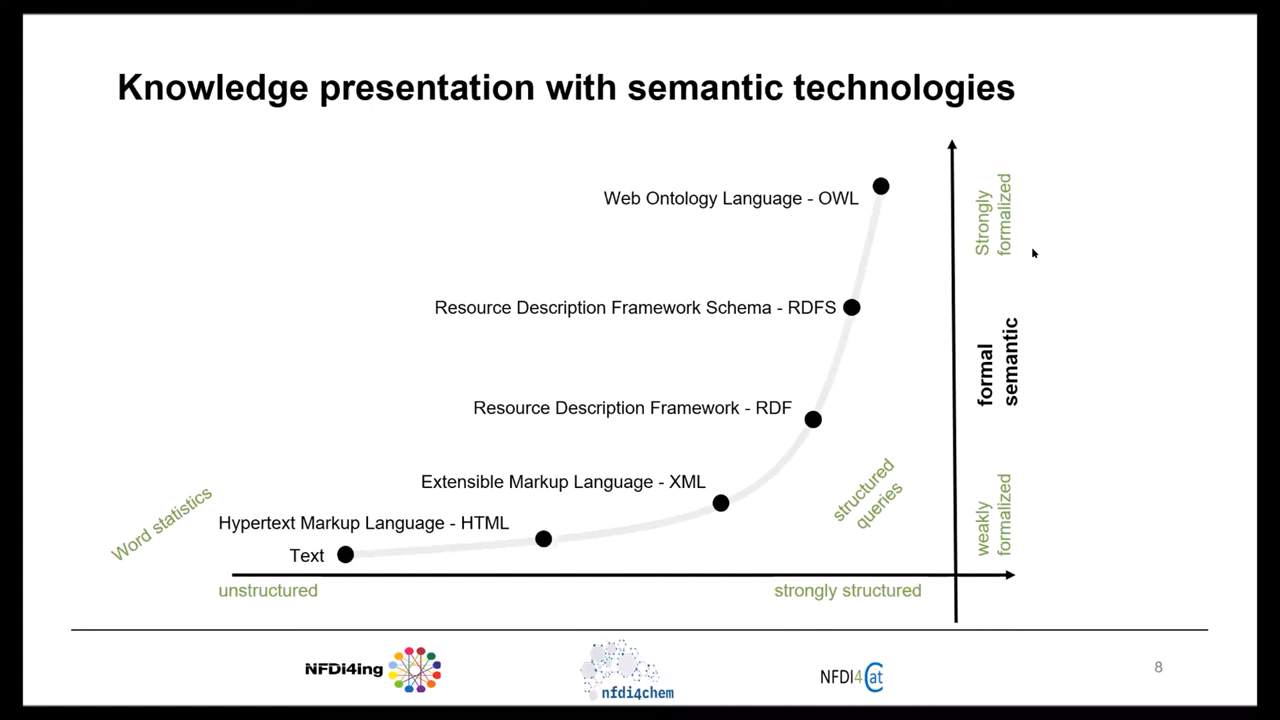 Knowledge presentation with semantic technologies
Web Ontology Language - OWL
Strongly
formalized
Resource Description Framework Schema - RDFS
formal
semantic
Resource Description Framework - RDF
Extensible Markup Language - XML
structured
queries
weakly
formalized
Word statistics
Hypertext Markup Language - HTML
Text
unstructured
strongly structured
NFDI4ing
nfdi4chem
NFDI4Cat
8